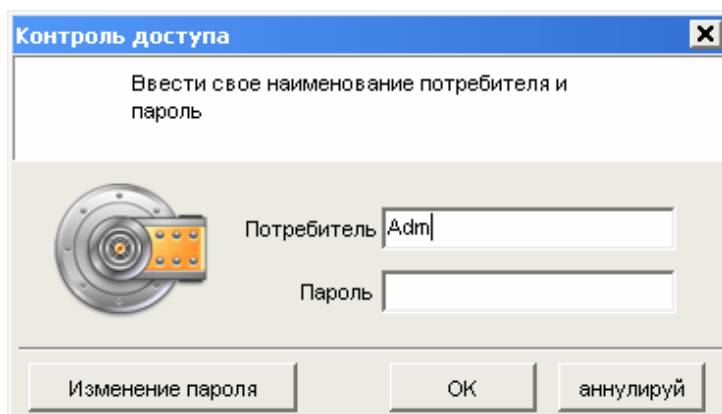 Контроль доступа
Ввести свое наименование потребителя и
пароль
Потребитель Adm
Пароль
Изменение пароля OK аннулируй